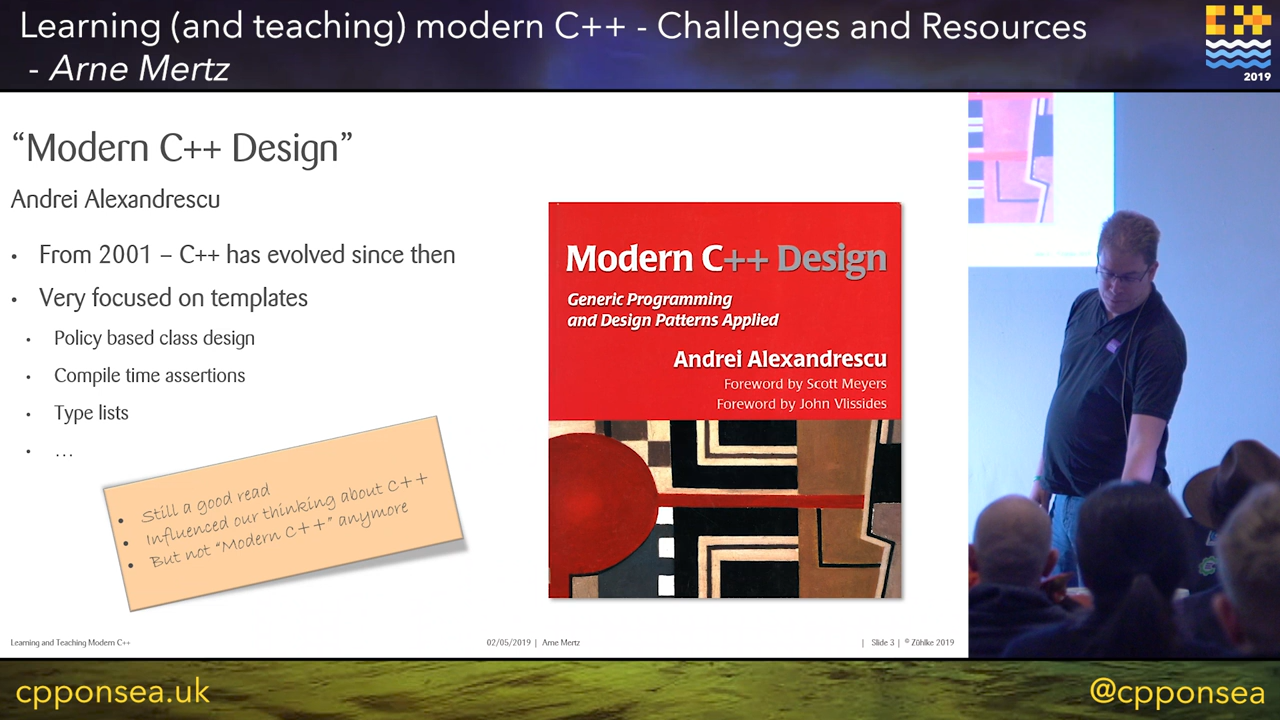 Learning (and teaching) modern C++ - Challenges and Resources
- Arne Mertz
2019
“Modern C++ Design”
Andrei Alexandrescu
• From 2001 – C++ has evolved since then
• Very focused on templates
• Policy based class design
• Compile time assertions
• Type lists
• …
• Still a good read
• Influenced our thinking about C++
• But not “Modern C++” anymore
Modern C++ Design
Generic Programming
and Design Patterns Applied
Andrei Alexandrescu
Foreword by Scott Meyers
Foreword by John Vlissides
Learning and Teaching Modern C++
02/05/2019 | Arne Mertz
| Slide 3 | © Zühlke 2019
cpponsea.uk
@cpponsea